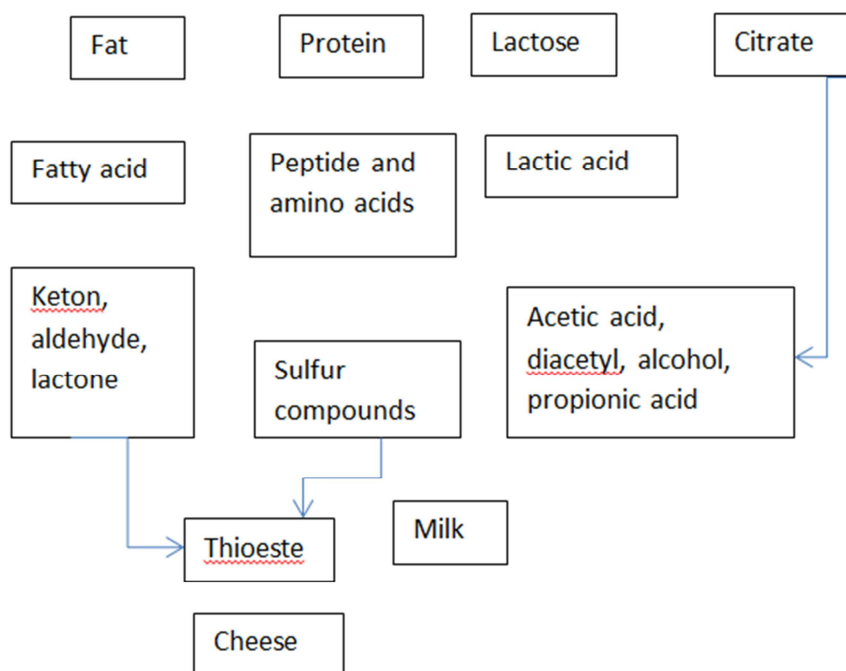 Fat
Protein
Lactose
Citrate
Fatty acid
Peptide and
amino acids
Lactic acid
Keton,
aldehyde,
lactone
Sulfur
compounds
Acetic acid,
diacetyl, alcohol,
propionic acid
Thioeste
Milk
Cheese